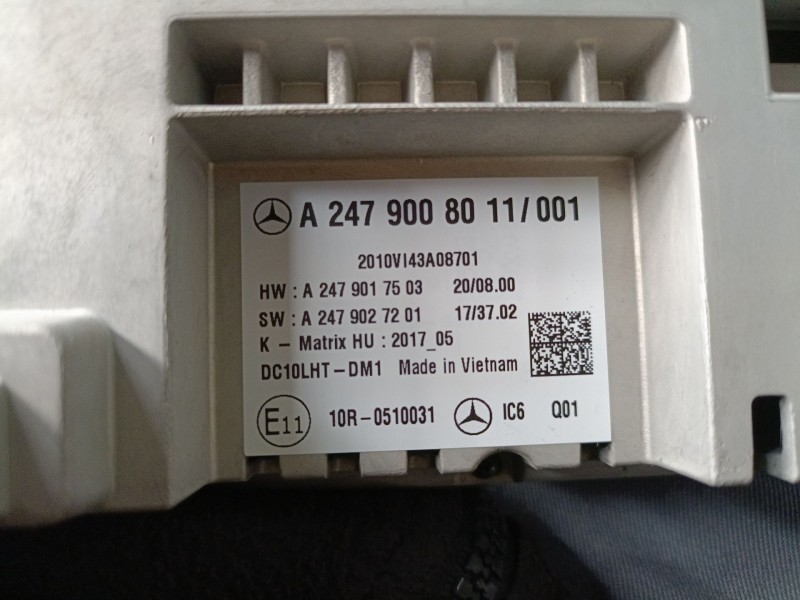 A 247 900 80 11/001
2010VI43A08701
HW : A 247 901 75 03 20/08.00
SW : A 247 902 72 01 17/37.02
K - Matrix HU : 2017_05
DC10LHT-DM1 Made in Vietnam
E11 10R-0510031 IC6 Q01